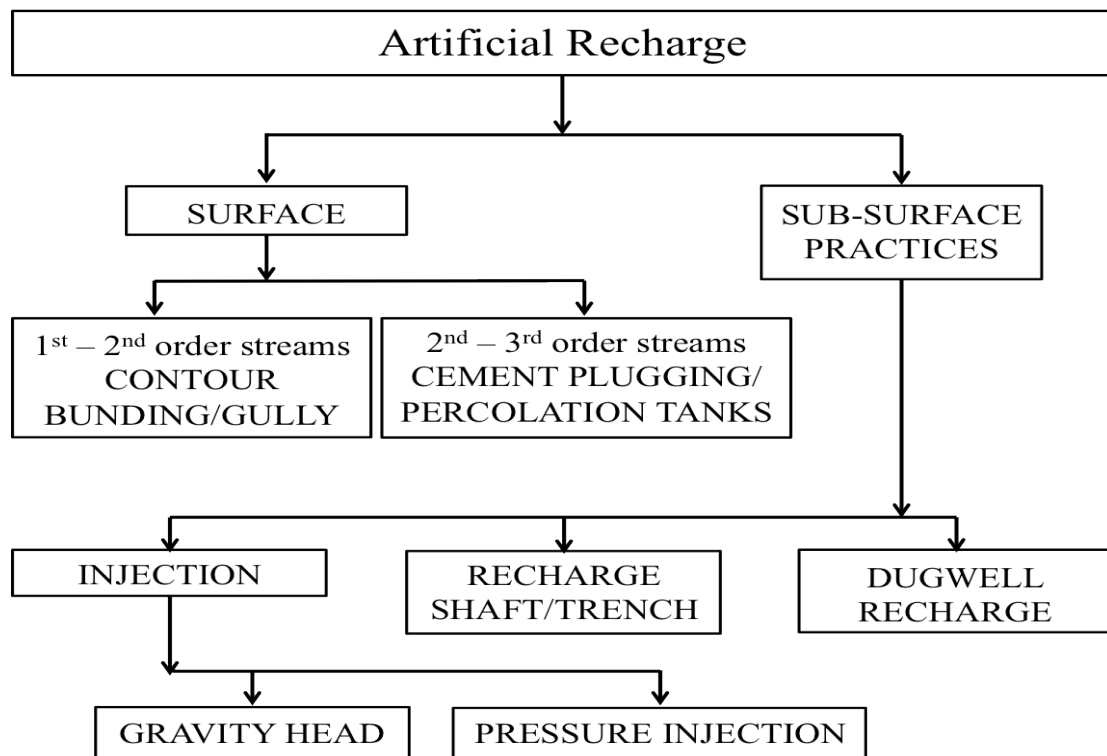 Artificial Recharge
SURFACE
SUB-SURFACE
PRACTICES
1st – 2nd order streams
CONTOUR
BUNDING/GULLY
2nd – 3rd order streams
CEMENT PLUGGING/
PERCOLATION TANKS
INJECTION
RECHARGE
SHAFT/TRENCH
DUGWELL
RECHARGE
GRAVITY HEAD
PRESSURE INJECTION